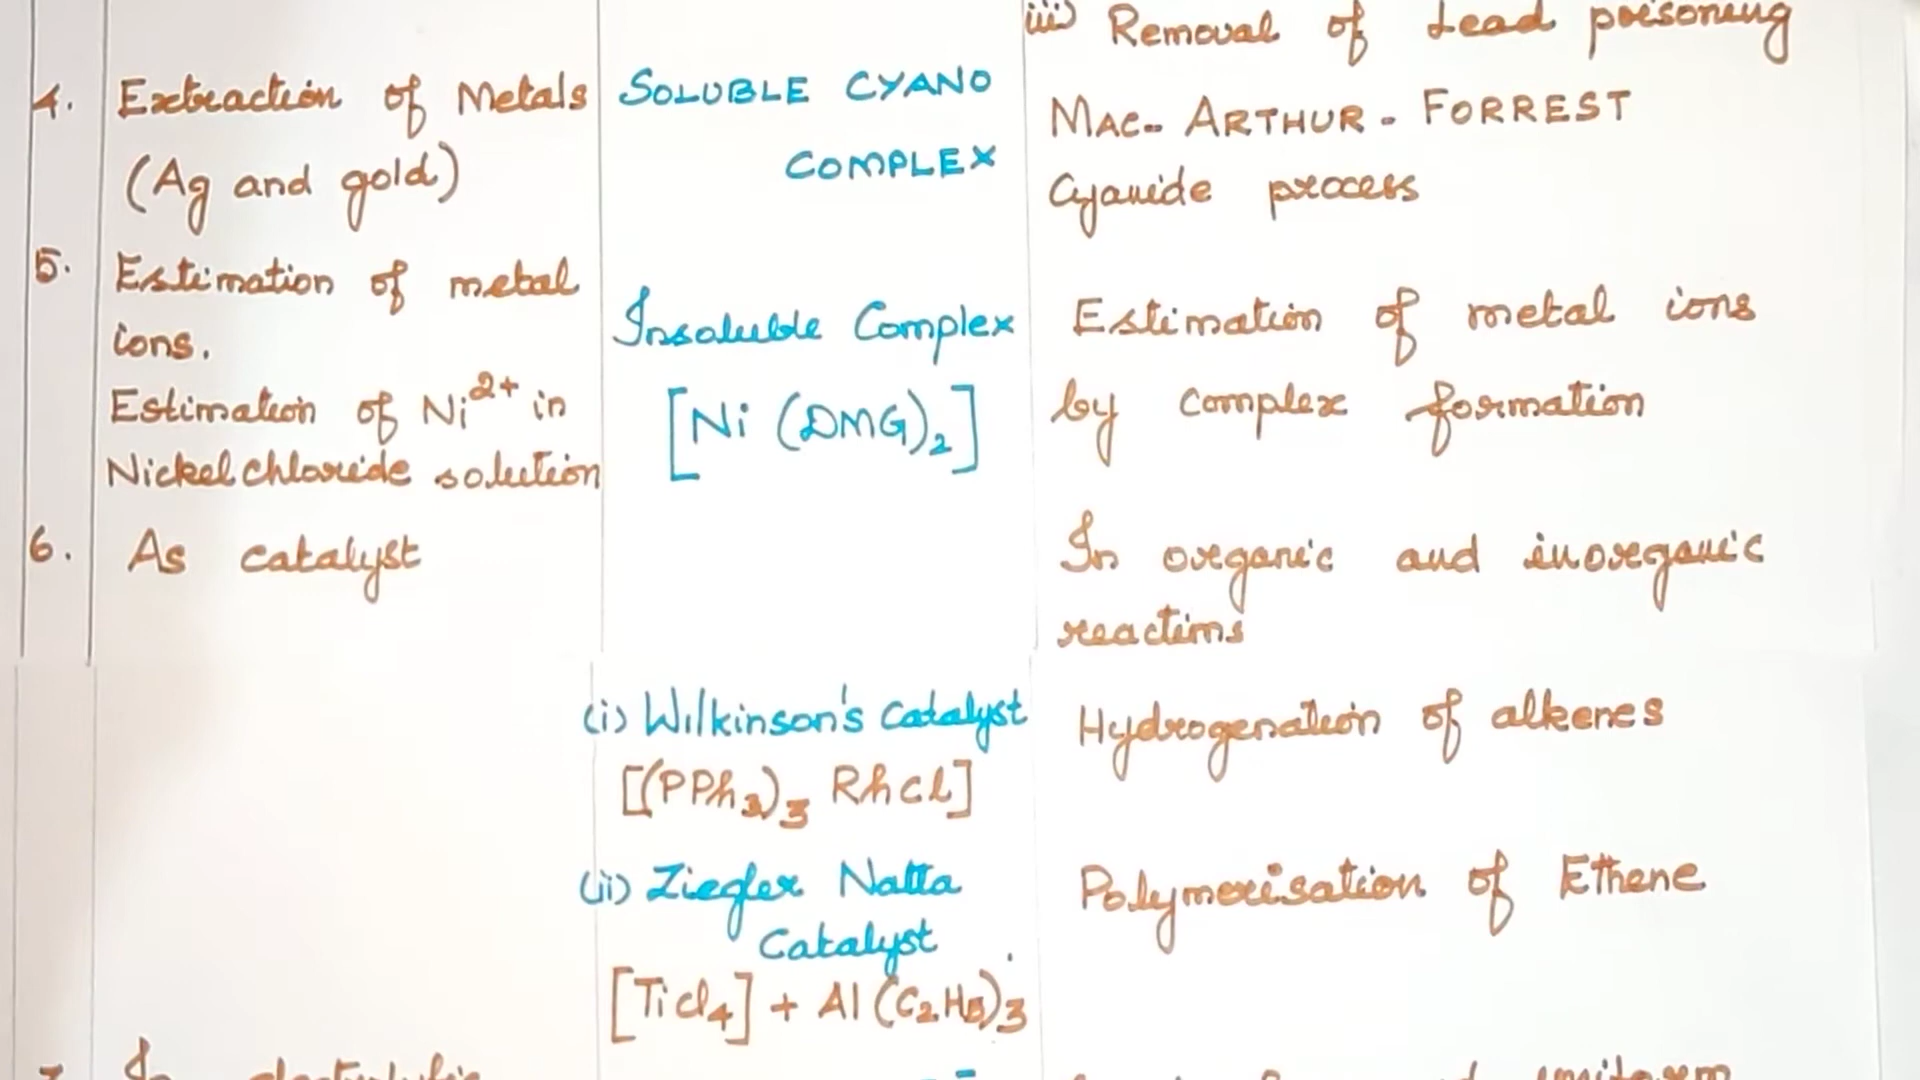 iii) Removal of Lead poisoning
4. Extraction of Metals
(Ag and gold)
SOLUBLE CYANO
COMPLEX
MAC- ARTHUR - FORREST
Cyanide process
5. Estimation of metal
ions.
Estimation of Ni²⁺ in
Nickel chloride solution
Insoluble Complex
[Ni (DMG)₂]
Estimation of metal ions
by complex formation
6. As catalyst
In organic and inorganic
reactions
(i) Wilkinson's Catalyst
[(PPh₃)₃ RhCl]
Hydrogenation of alkenes
(ii) Ziegler Natta
Catalyst
[TiCl₄] + Al(C₂H₅)₃
Polymerisation of Ethene